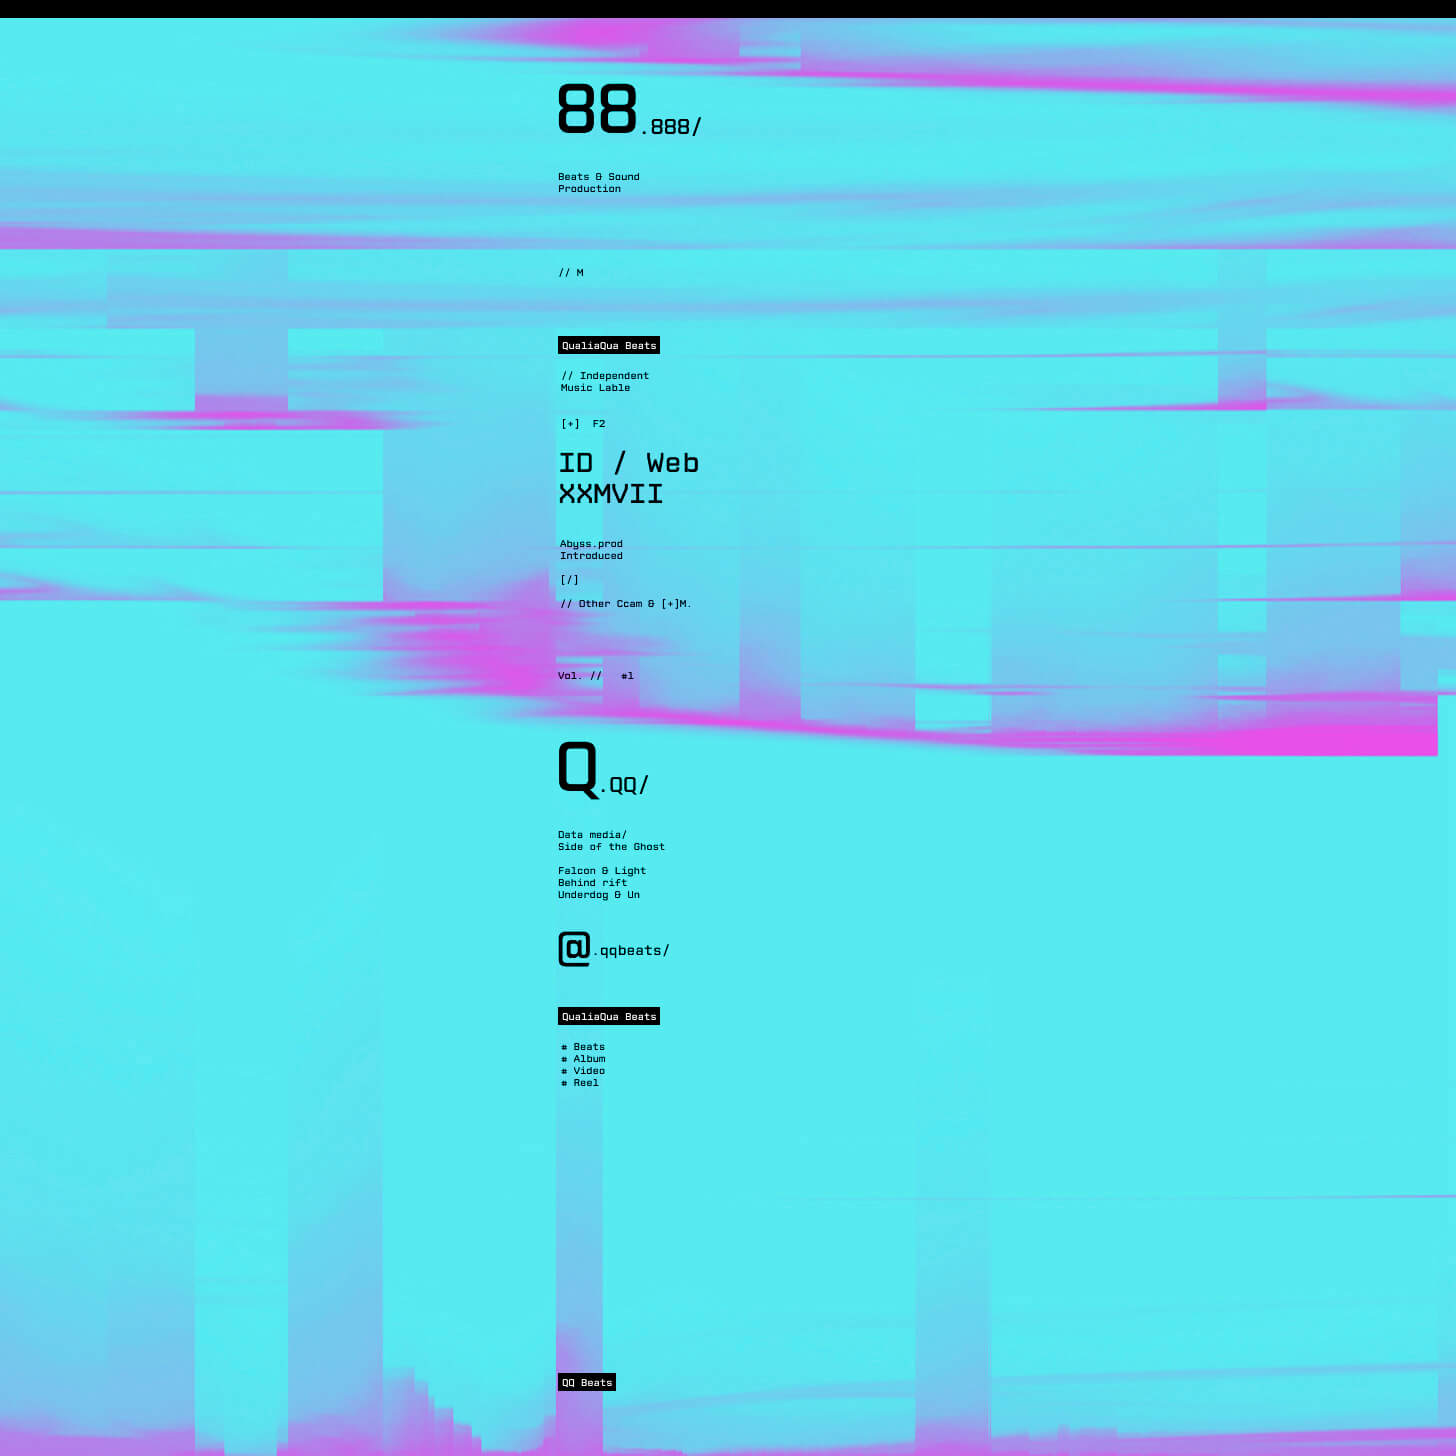 88.888/
Beats & Sound
Production
// M
QualiaQua Beats
// Independent
Music Lable
[+] F2
ID / Web
XXMVII
Abyss.prod
Introduced
[/]
// Other Ccam & [+]M.
Vol. // #1
Q.QQ/
Data media/
Side of the Ghost
Falcon & Light
Behind rift
Underdog & Un
@.qqbeats/
QualiaQua Beats
# Beats
# Album
# Video
# Reel
QQ Beats